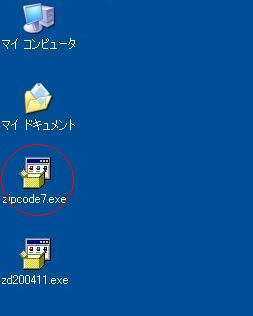 マイ コンピュータ
マイ ドキュメント
zipcode7.exe
zd200411.exe